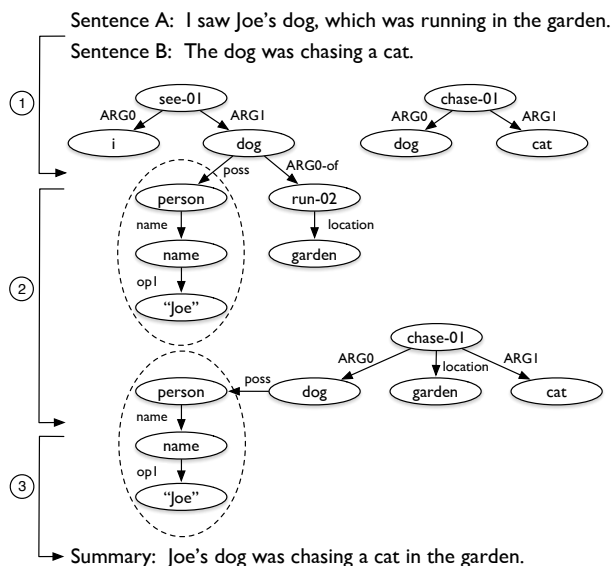 Sentence A: I saw Joe's dog, which was running in the garden.
Sentence B: The dog was chasing a cat.
1
see-01
chase-01
ARG0
ARG1
ARG0
ARG1
i
dog
dog
cat
poss
ARG0-of
person
run-02
name
location
2
name
garden
op1
“Joe”
chase-01
ARG0
location
ARG1
person
poss
dog
garden
cat
name
name
3
op1
“Joe”
Summary: Joe's dog was chasing a cat in the garden.